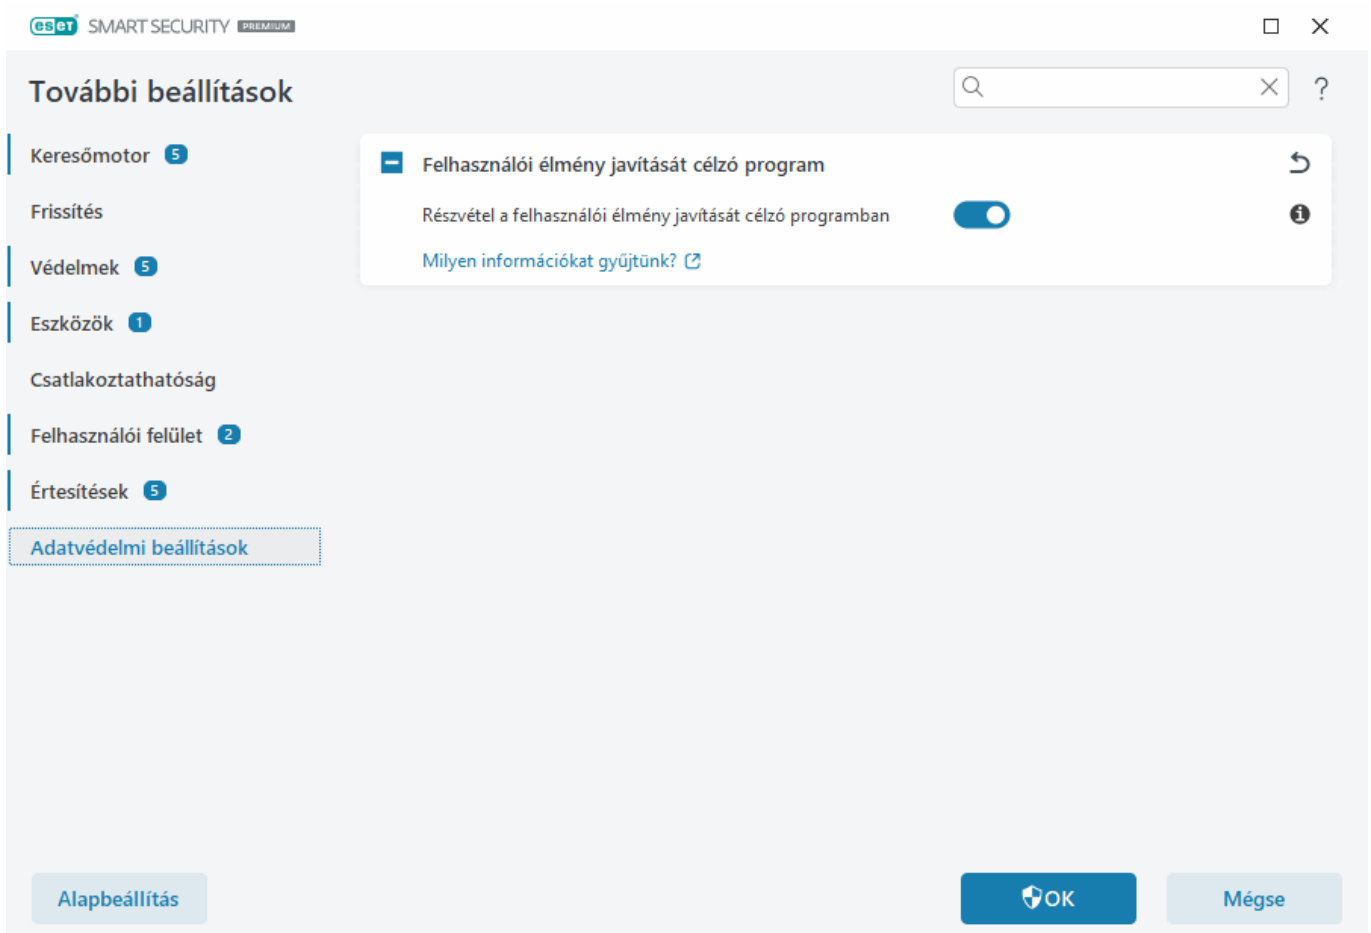 eset SMART SECURITY PREMIUM
További beállítások
?
Keresőmotor 5
Frissítés
Védelmek 5
Eszközök 1
Csatlakoztathatóság
Felhasználói felület 2
Értesítések 5
Adatvédelmi beállítások
Felhasználói élmény javítását célzó program
Részvétel a felhasználói élmény javítását célzó programban
Milyen információkat gyűjtünk?
Alapbeállítás
OK
Mégse